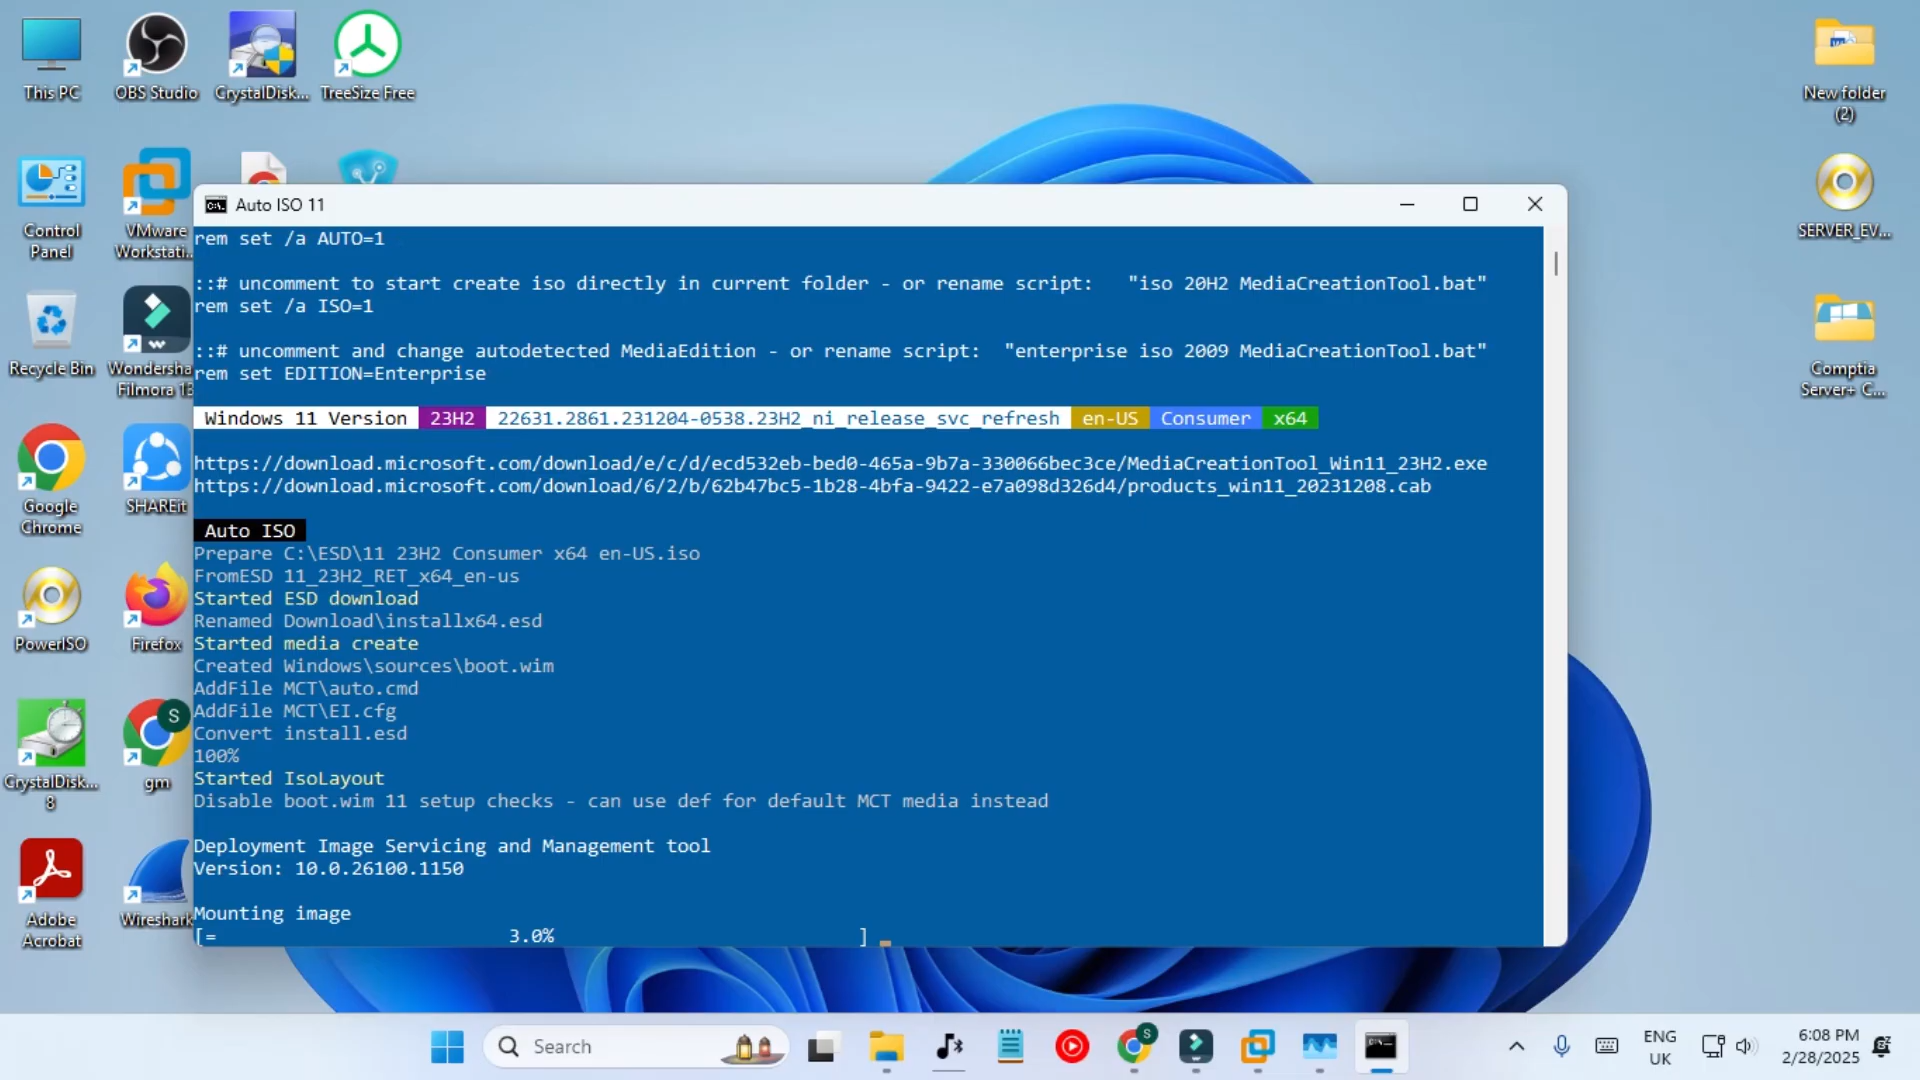 This PC
OBS Studio
CrystalDisk...
TreeSize Free
New folder
(2)
Control
Panel
VMware
Workstati...
SERVER_EV...
Recycle Bin
Wondersha
Filmora 13
Comptia
Server+ C...
Google
Chrome
SHAREit
PowerISO
Firefox
CrystalDisk...
8
gm
S
Adobe
Acrobat
Wireshark
Auto ISO 11
rem set /a AUTO=1
::# uncomment to start create iso directly in current folder - or rename script:   "iso 20H2 MediaCreationTool.bat"
rem set /a ISO=1
::# uncomment and change autodetected MediaEdition - or rename script:  "enterprise iso 2009 MediaCreationTool.bat"
rem set EDITION=Enterprise
Windows 11 Version 23H2 22631.2861.231204-0538.23H2_ni_release_svc_refresh en-US Consumer x64
https://download.microsoft.com/download/e/c/d/ecd532eb-bed0-465a-9b7a-330066bec3ce/MediaCreationTool_Win11_23H2.exe
https://download.microsoft.com/download/6/2/b/62b47bc5-1b28-4bfa-9422-e7a098d326d4/products_win11_20231208.cab
Auto ISO
Prepare C:\ESD\11 23H2 Consumer x64 en-US.iso
FromESD 11_23H2_RET_x64_en-us
Started ESD download
Renamed Download\installx64.esd
Started media create
Created Windows\sources\boot.wim
AddFile MCT\auto.cmd
AddFile MCT\EI.cfg
Convert install.esd
100%
Started IsoLayout
Disable boot.wim 11 setup checks - can use def for default MCT media instead
Deployment Image Servicing and Management tool
Version: 10.0.26100.1150
Mounting image
[=                          3.0%                           ]
Search
S
ENG
UK
6:08 PM
2/28/2025